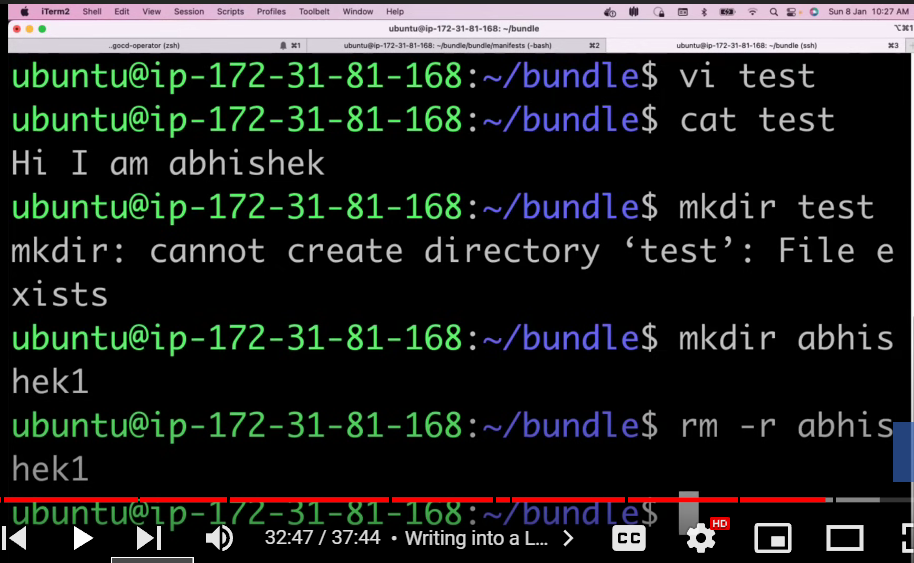 iTerm2 Shell Edit View Session Scripts Profiles Toolbelt Window Help Sun 8 Jan 10:27 AM
ubuntu@ip-172-31-81-168: ~/bundle ⌥⌘1
..gocd-operator (zsh) ⌘1 ubuntu@ip-172-31-81-168: ~/bundle/bundle/manifests (-bash) ⌘2 ubuntu@ip-172-31-81-168: ~/bundle (ssh) ⌘3
ubuntu@ip-172-31-81-168:~/bundle$ vi test
ubuntu@ip-172-31-81-168:~/bundle$ cat test
Hi I am abhishek
ubuntu@ip-172-31-81-168:~/bundle$ mkdir test
mkdir: cannot create directory ‘test’: File e
xists
ubuntu@ip-172-31-81-168:~/bundle$ mkdir abhis
hek1
ubuntu@ip-172-31-81-168:~/bundle$ rm -r abhis
hek1
ubuntu@ip-172-31-81-168:~/bundle$
32:47 / 37:44 • Writing into a L... CC HD